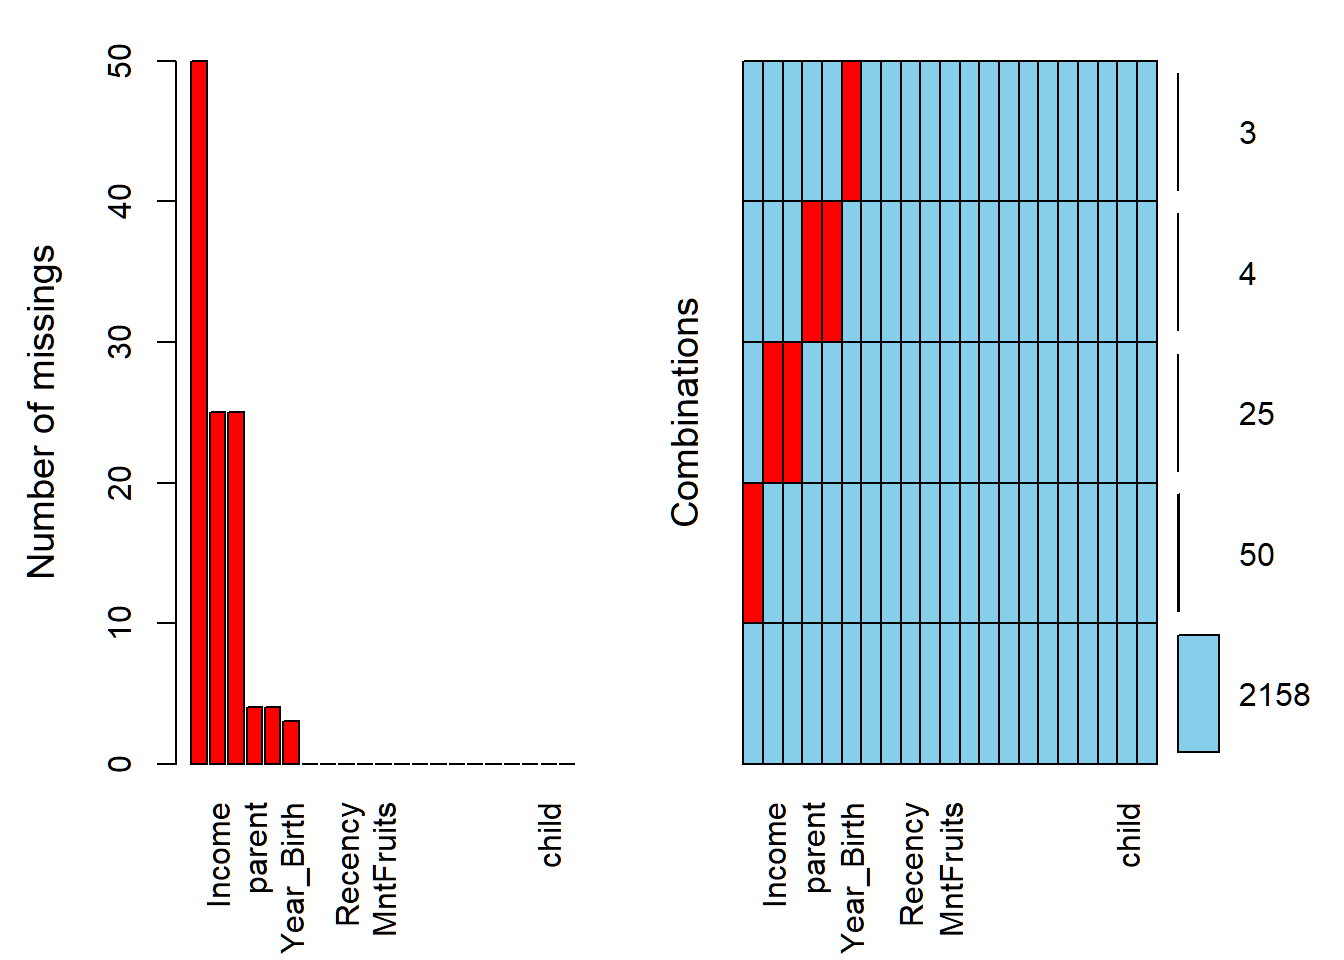 Number of missings
50
40
30
20
10
0
Income
parent
Year_Birth
Recency
MntFruits
child
Combinations
3
4
25
50
2158
Income
parent
Year_Birth
Recency
MntFruits
child